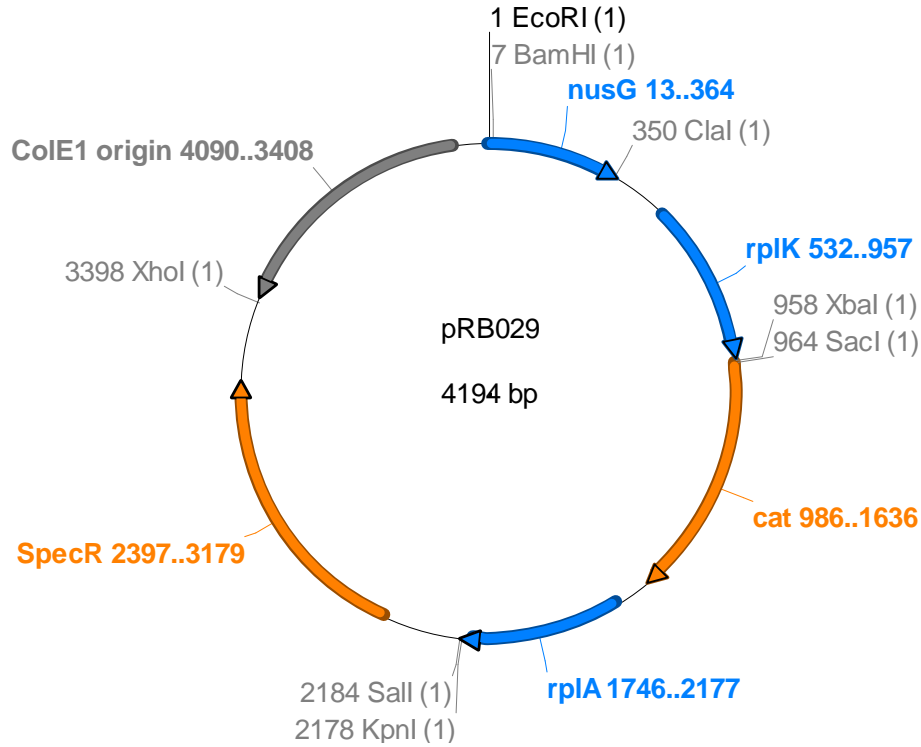 1 EcoRI (1)
7 BamHI (1)
nusG 13..364
350 ClaI (1)
ColE1 origin 4090..3408
rplK 532..957
3398 XhoI (1)
958 XbaI (1)
964 SacI (1)
pRB029
4194 bp
cat 986..1636
SpecR 2397..3179
2184 SalI (1)
2178 KpnI (1)
rplA 1746..2177